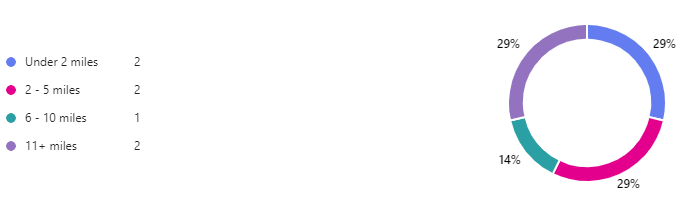 Under 2 miles 2
2 - 5 miles 2
6 - 10 miles 1
11+ miles 2
29%
29%
14%
29%